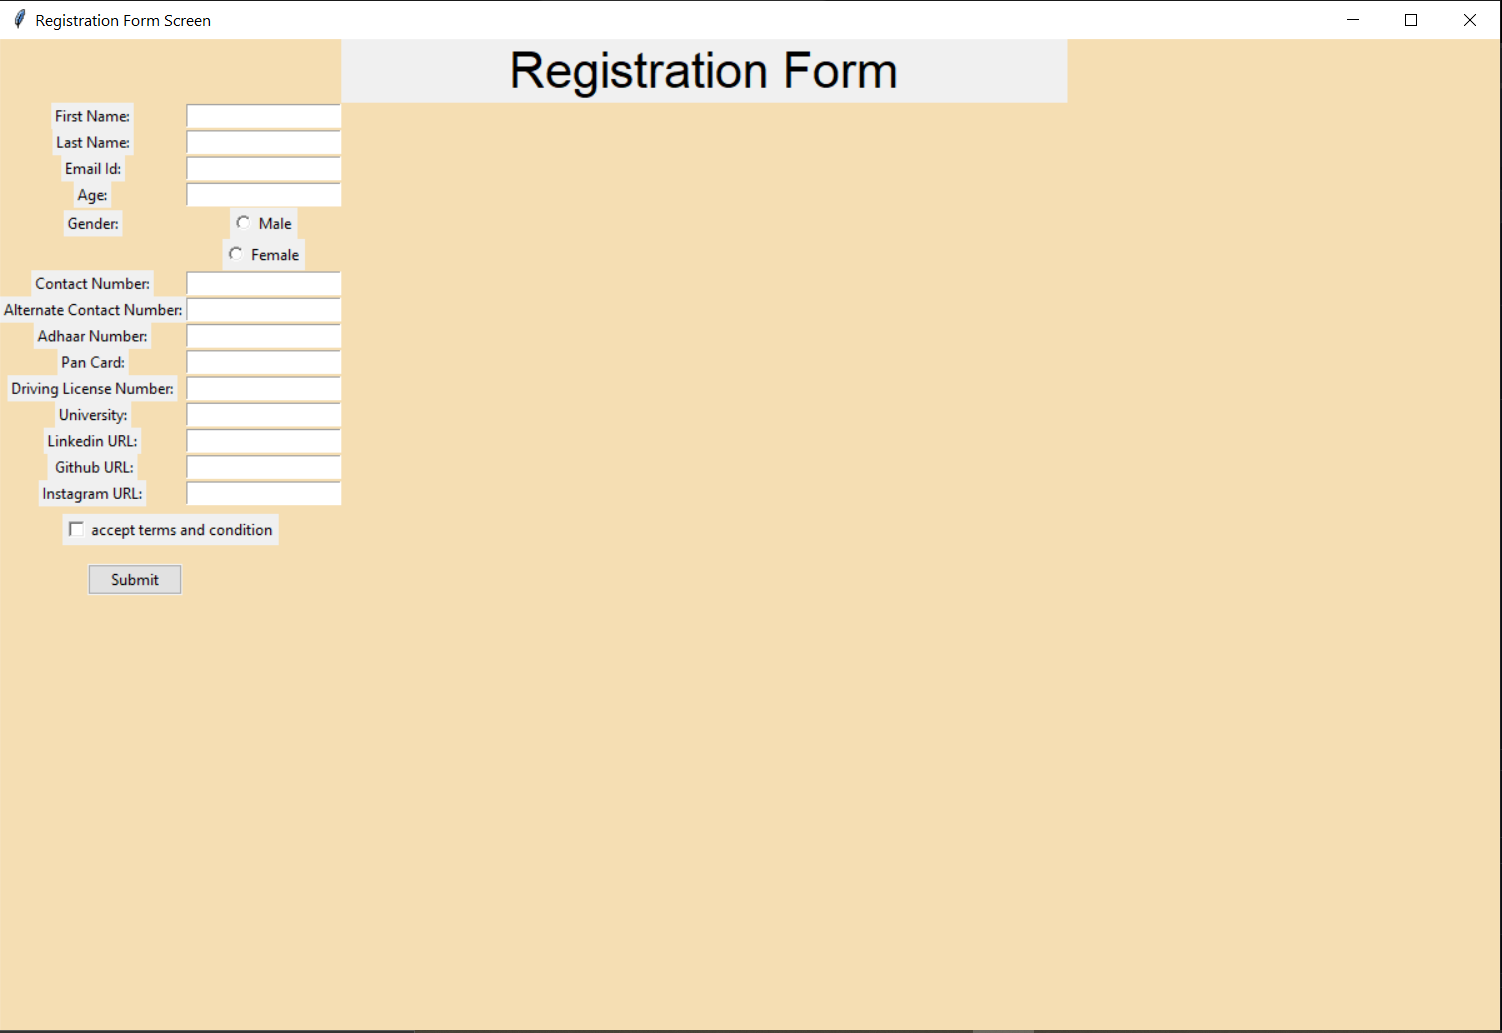 Registration Form Screen
Registration Form
First Name:
Last Name:
Email Id:
Age:
Gender: Male
Female
Contact Number:
Alternate Contact Number:
Adhaar Number:
Pan Card:
Driving License Number:
University:
Linkedin URL:
Github URL:
Instagram URL:
accept terms and condition
Submit